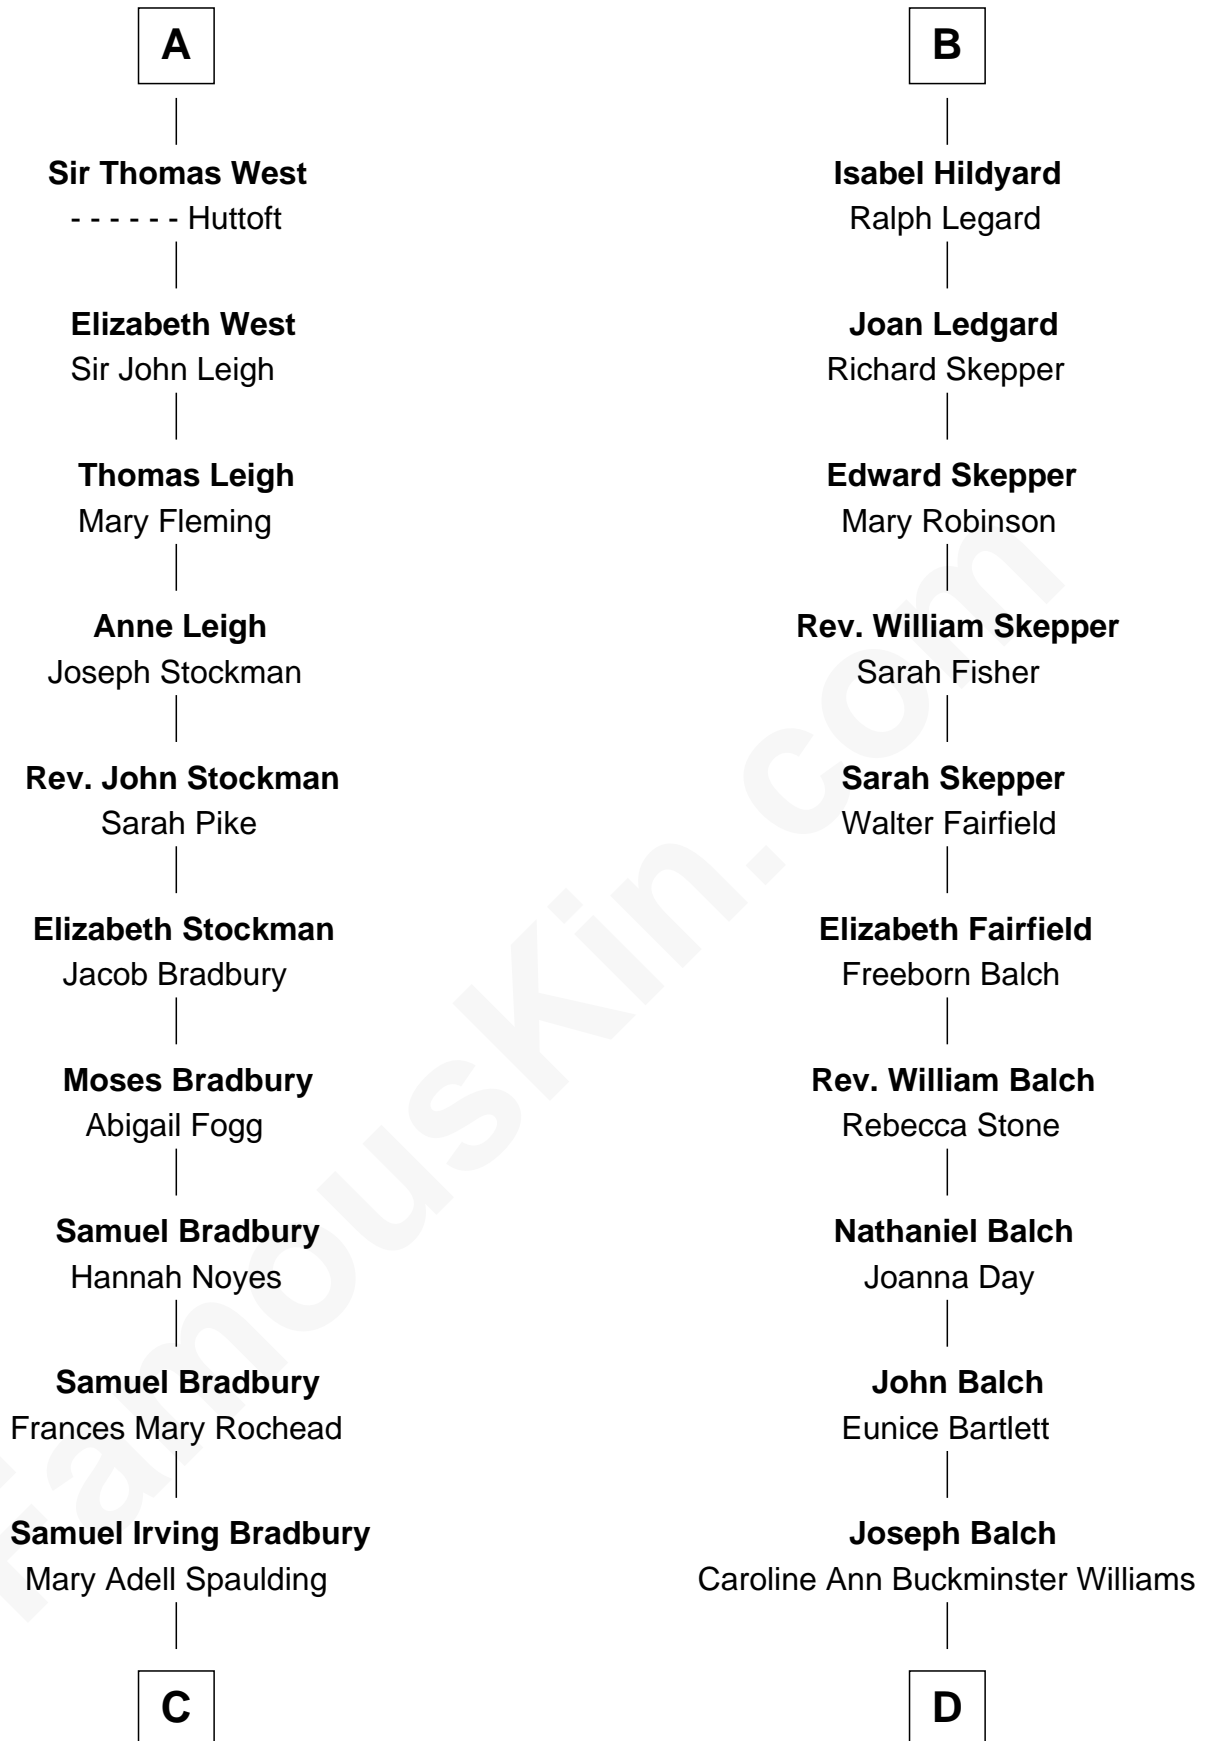 A
Sir Thomas West
- - - - - - Huttoft
Elizabeth West
Sir John Leigh
Thomas Leigh
Mary Fleming
Anne Leigh
Joseph Stockman
Rev. John Stockman
Sarah Pike
Elizabeth Stockman
Jacob Bradbury
Moses Bradbury
Abigail Fogg
Samuel Bradbury
Hannah Noyes
Samuel Bradbury
Frances Mary Rochead
Samuel Irving Bradbury
Mary Adell Spaulding
C
B
Isabel Hildyard
Ralph Legard
Joan Ledgard
Richard Skepper
Edward Skepper
Mary Robinson
Rev. William Skepper
Sarah Fisher
Sarah Skepper
Walter Fairfield
Elizabeth Fairfield
Freeborn Balch
Rev. William Balch
Rebecca Stone
Nathaniel Balch
Joanna Day
John Balch
Eunice Bartlett
Joseph Balch
Caroline Ann Buckminster Williams
D
FamousKin.com